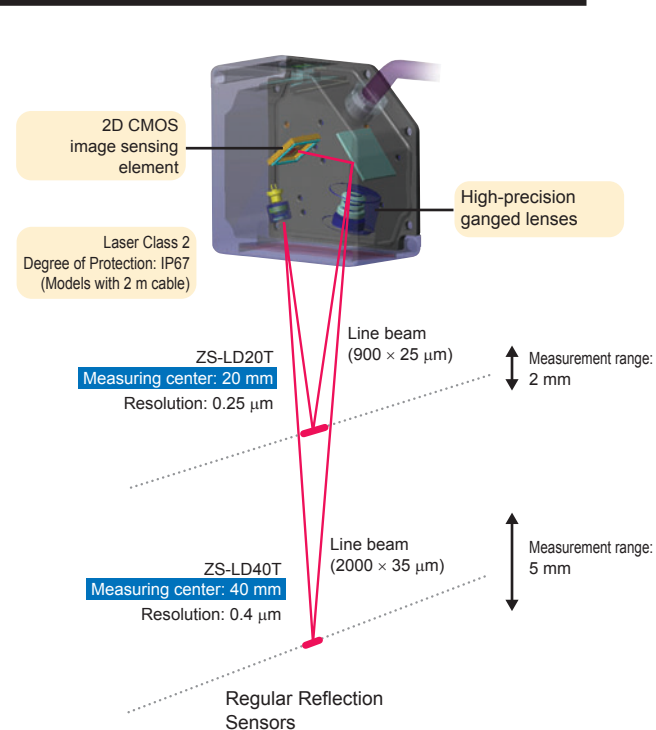 2D CMOS
image sensing
element
High-precision
ganged lenses
Laser Class 2
Degree of Protection: IP67
(Models with 2 m cable)
Line beam
(900 × 25 μm)
ZS-LD20T
Measuring center: 20 mm
Resolution: 0.25 μm
Measurement range:
2 mm
Line beam
(2000 × 35 μm)
ZS-LD40T
Measuring center: 40 mm
Resolution: 0.4 μm
Measurement range:
5 mm
Regular Reflection
Sensors